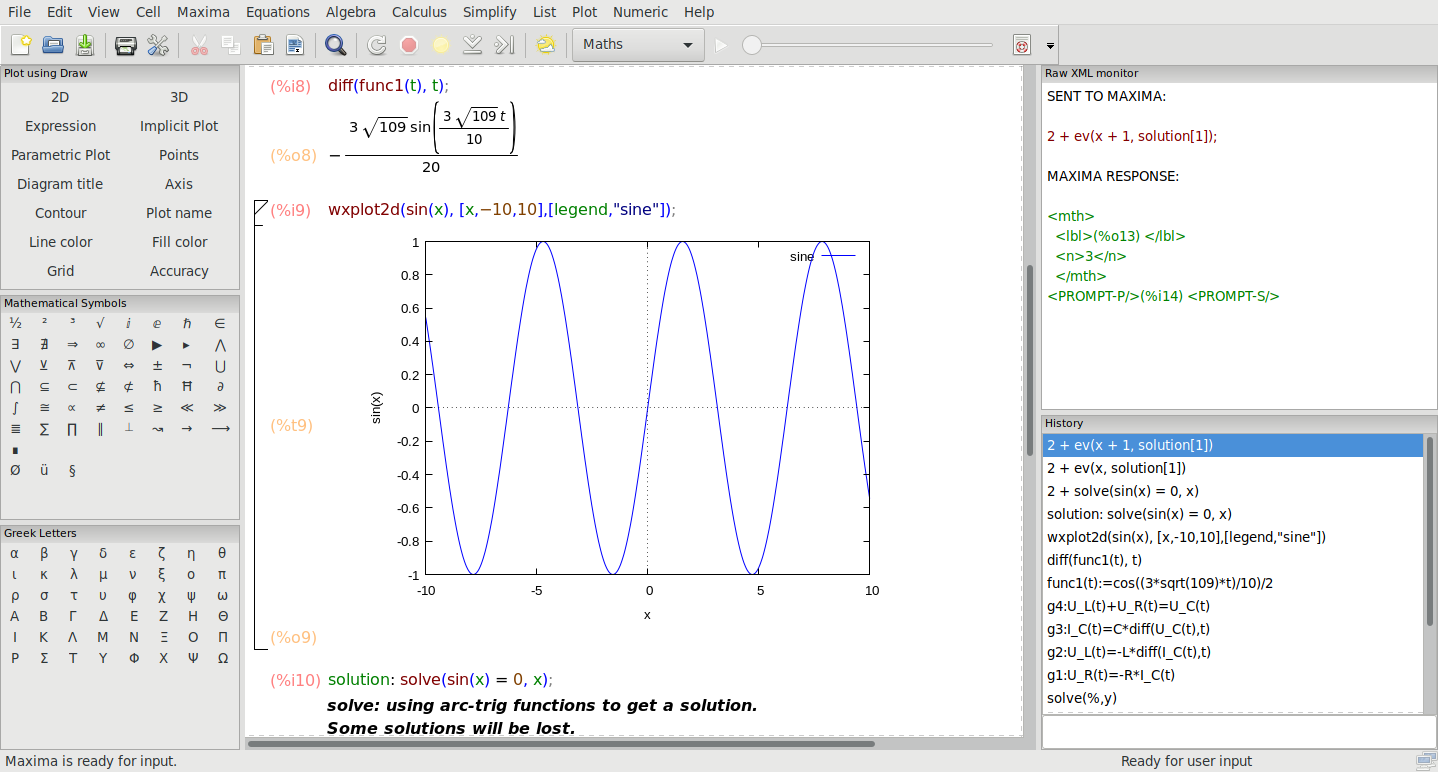 File Edit View Cell Maxima Equations Algebra Calculus Simplify List Plot Numeric Help
Maths
Plot using Draw
2D 3D
Expression Implicit Plot
Parametric Plot Points
Diagram title Axis
Contour Plot name
Line color Fill color
Grid Accuracy
Mathematical Symbols
½ ² ³ √ ⅈ ⅇ ℏ ∈
∃ ∄ ⇒ ∞ ∅ ▶ ▸ ⋀
⋁ ⊻ ⊼ ⊽ ⇔ ± ¬ ⋃
⋂ ⊆ ⊂ ⊈ ⊄ ħ Ħ ∂
∫ ≅ ∝ ≠ ≤ ≥ ≪ ≫
≣ ∑ ∏ ∥ ⟂ ↝ → ⟶
∎
Ø ü §
Greek Letters
α β γ δ ε ζ η θ
ι κ λ μ ν ξ ο π
ρ σ τ υ φ χ ψ ω
Α Β Γ Δ Ε Ζ Η Θ
Ι Κ Λ Μ Ν Ξ Ο Π
Ρ Σ Τ Υ Φ Χ Ψ Ω
(%i8) diff(func1(t), t);
3 √109 sin(3 √109 t
10)
(%o8) −
20
(%i9) wxplot2d(sin(x), [x,−10,10],[legend,"sine"]);
1
sine
0.8
0.6
0.4
0.2
0
sin(x)
-0.2
(%t9)
-0.4
-0.6
-0.8
-1
-10 -5 0 5 10
x
(%o9)
(%i10) solution: solve(sin(x) = 0, x);
solve: using arc-trig functions to get a solution.
Some solutions will be lost.
Raw XML monitor
SENT TO MAXIMA:
2 + ev(x + 1, solution[1]);
MAXIMA RESPONSE:
<mth>
<lbl>(%o13) </lbl>
<n>3</n>
</mth>
<PROMPT-P/>(%i14) <PROMPT-S/>
History
2 + ev(x + 1, solution[1])
2 + ev(x, solution[1])
2 + solve(sin(x) = 0, x)
solution: solve(sin(x) = 0, x)
wxplot2d(sin(x), [x,-10,10],[legend,"sine"])
diff(func1(t), t)
func1(t):=cos((3*sqrt(109)*t)/10)/2
g4:U_L(t)+U_R(t)=U_C(t)
g3:I_C(t)=C*diff(U_C(t),t)
g2:U_L(t)=-L*diff(I_C(t),t)
g1:U_R(t)=-R*I_C(t)
solve(%,y)
Maxima is ready for input. Ready for user input